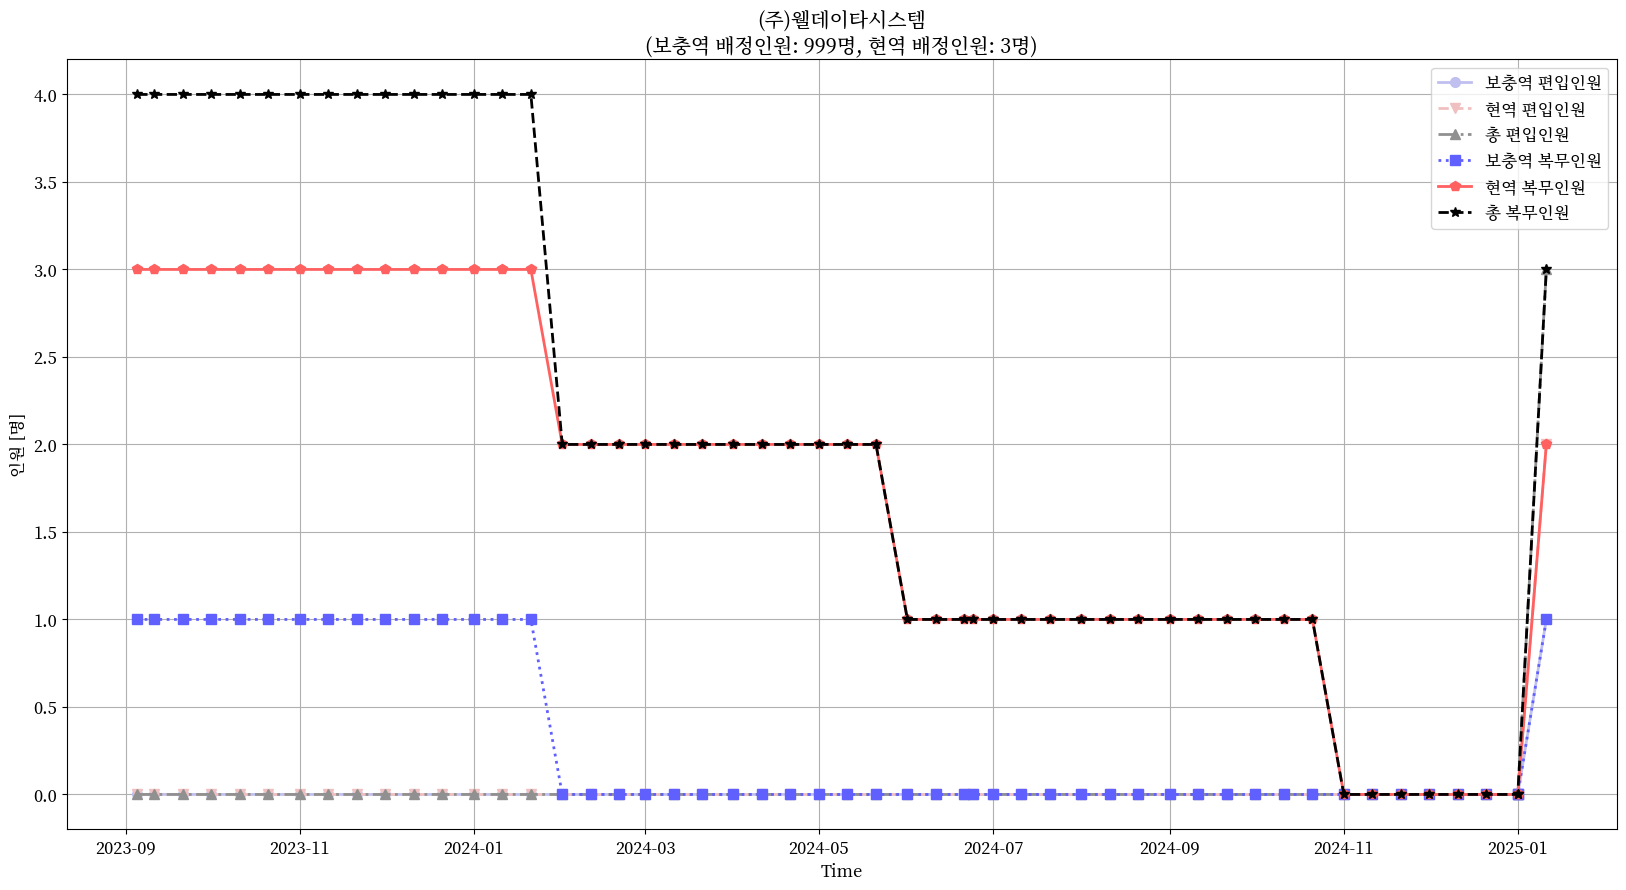 (주)웰데이타시스템
(보충역 배정인원: 999명, 현역 배정인원: 3명)
보충역 편입인원
현역 편입인원
총 편입인원
보충역 복무인원
현역 복무인원
총 복무인원
인원 [명]
4.0
3.5
3.0
2.5
2.0
1.5
1.0
0.5
0.0
2023-09 2023-11 2024-01 2024-03 2024-05 2024-07 2024-09 2024-11 2025-01
Time